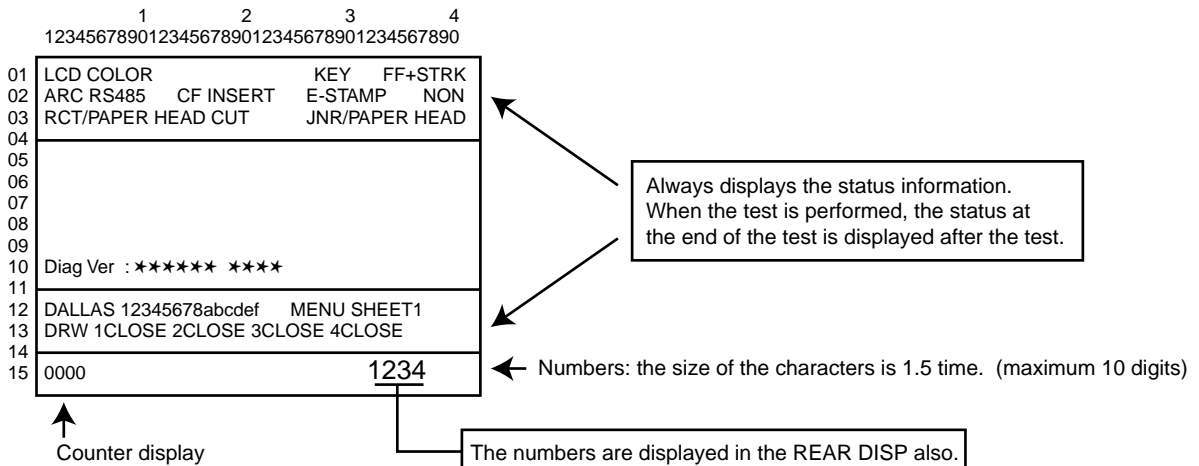 1 2 3 4
1234567890123456789012345678901234567890
01 LCD COLOR KEY FF+STRK
02 ARC RS485 CF INSERT E-STAMP NON
03 RCT/PAPER HEAD CUT JNR/PAPER HEAD
04
05
06
07
08
09
10 Diag Ver : ★★★★★★ ★★★★
11
12 DALLAS 12345678abcdef MENU SHEET1
13 DRW 1CLOSE 2CLOSE 3CLOSE 4CLOSE
14
15 0000 1234
Always displays the status information.
When the test is performed, the status at
the end of the test is displayed after the test.
Numbers: the size of the characters is 1.5 time. (maximum 10 digits)
Counter display
The numbers are displayed in the REAR DISP also.